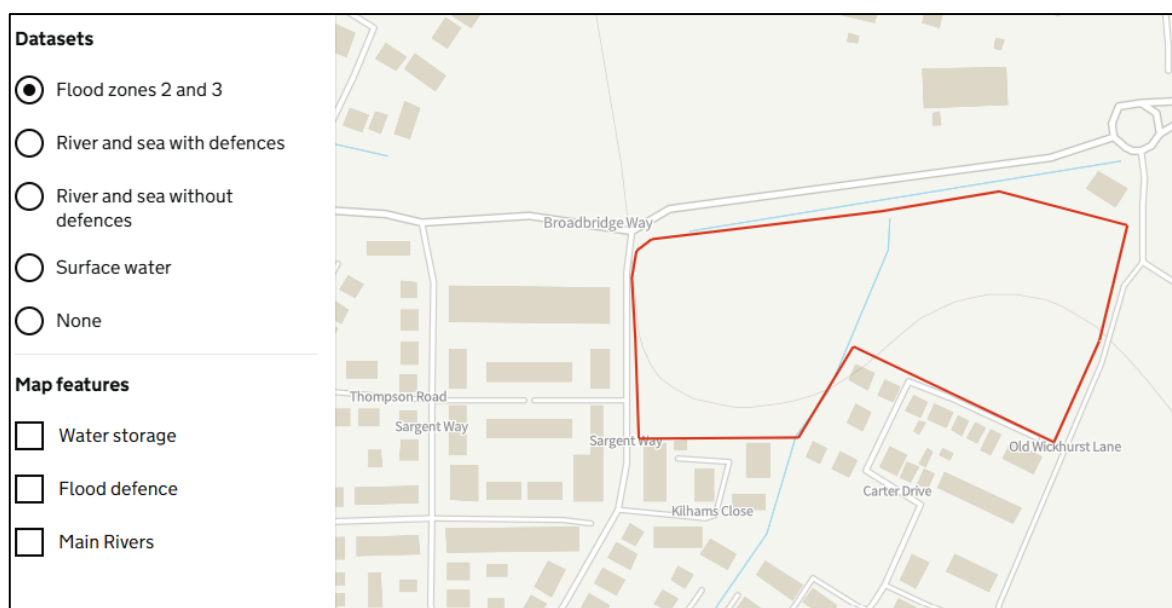 Datasets
Flood zones 2 and 3
River and sea with defences
River and sea without
defences
Surface water
None
Map features
Water storage
Flood defence
Main Rivers
Broadbridge Way
Thompson Road
Sargent Way
Sargent Way
Old Wickhurst Lane
Carter Drive
Kilhams Close